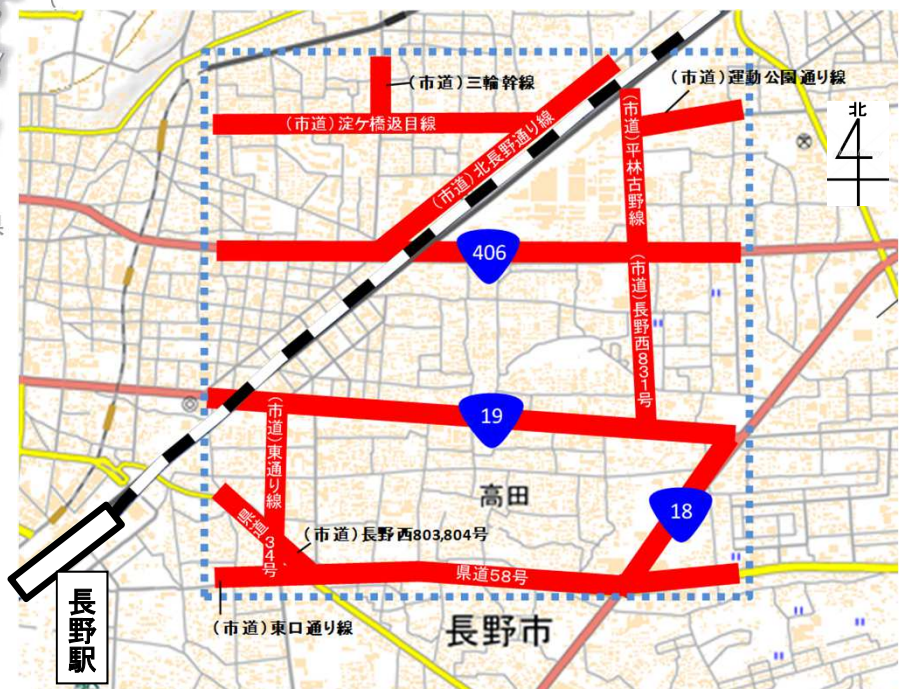 (市道)三輪幹線
(市道)運動公園通り線
(市道)淀ケ橋返目線
(市道)北長野通り線
(市道)平林古野線
北
406
(市道)長野西831号
19
(市道)東通り線
高田
18
県道34号
(市道)長野西803,804号
県道58号
(市道)東口通り線
長野市
長野駅